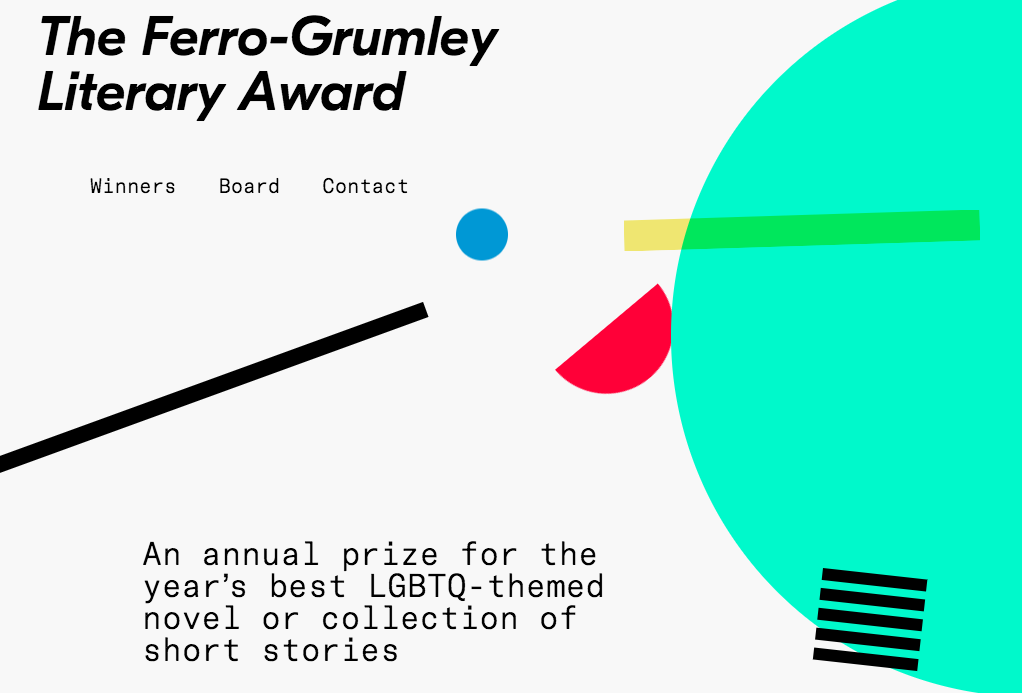 The Ferro-Grumley
Literary Award
Winners Board Contact
An annual prize for the
year’s best LGBTQ-themed
novel or collection of
short stories